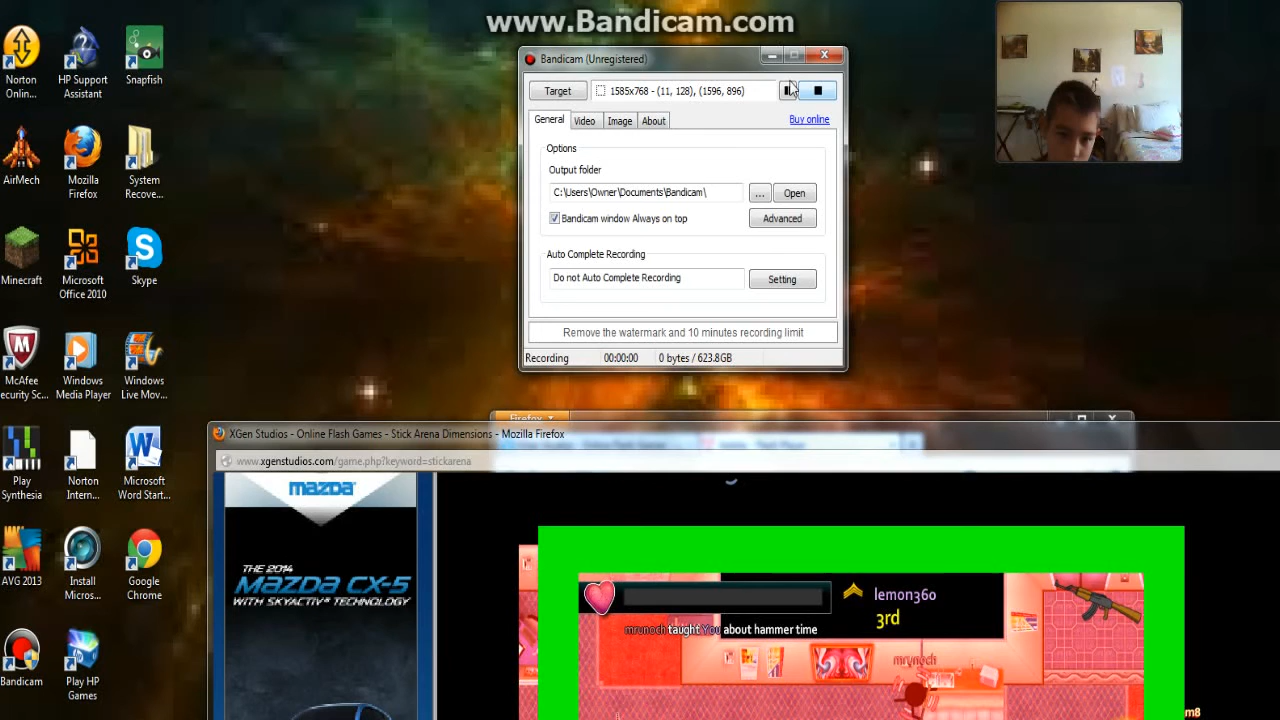 www.Bandicam.com
Bandicam (Unregistered)
Target
1585x768 - (11, 128), (1596, 896)
General
Video
Image
About
Buy online
Options
Output folder
C:\Users\Owner\Documents\Bandicam\
...
Open
Bandicam window Always on top
Advanced
Auto Complete Recording
Do not Auto Complete Recording
Setting
Remove the watermark and 10 minutes recording limit
Recording
00:00:00
0 bytes / 623.8GB
Norton
Onlin...
HP Support
Assistant
Snapfish
AirMech
Mozilla
Firefox
System
Recove...
Minecraft
Microsoft
Office 2010
Skype
McAfee
ecurity Sc...
Windows
Media Player
Windows
Live Mov...
Play
Synthesia
Norton
Intern...
Microsoft
Word Start...
AVG 2013
Install
Micros...
Google
Chrome
Bandicam
Play HP
Games
Firefox
XGen Studios - Online Flash Games - Stick Arena Dimensions - Mozilla Firefox
www.xgenstudios.com/game.php?keyword=stickarena
mazda
THE 2014
MAZDA CX-5
WITH SKYACTIV® TECHNOLOGY
lemon360
3rd
mrunoch taught You about hammer time
mrunoch
m8